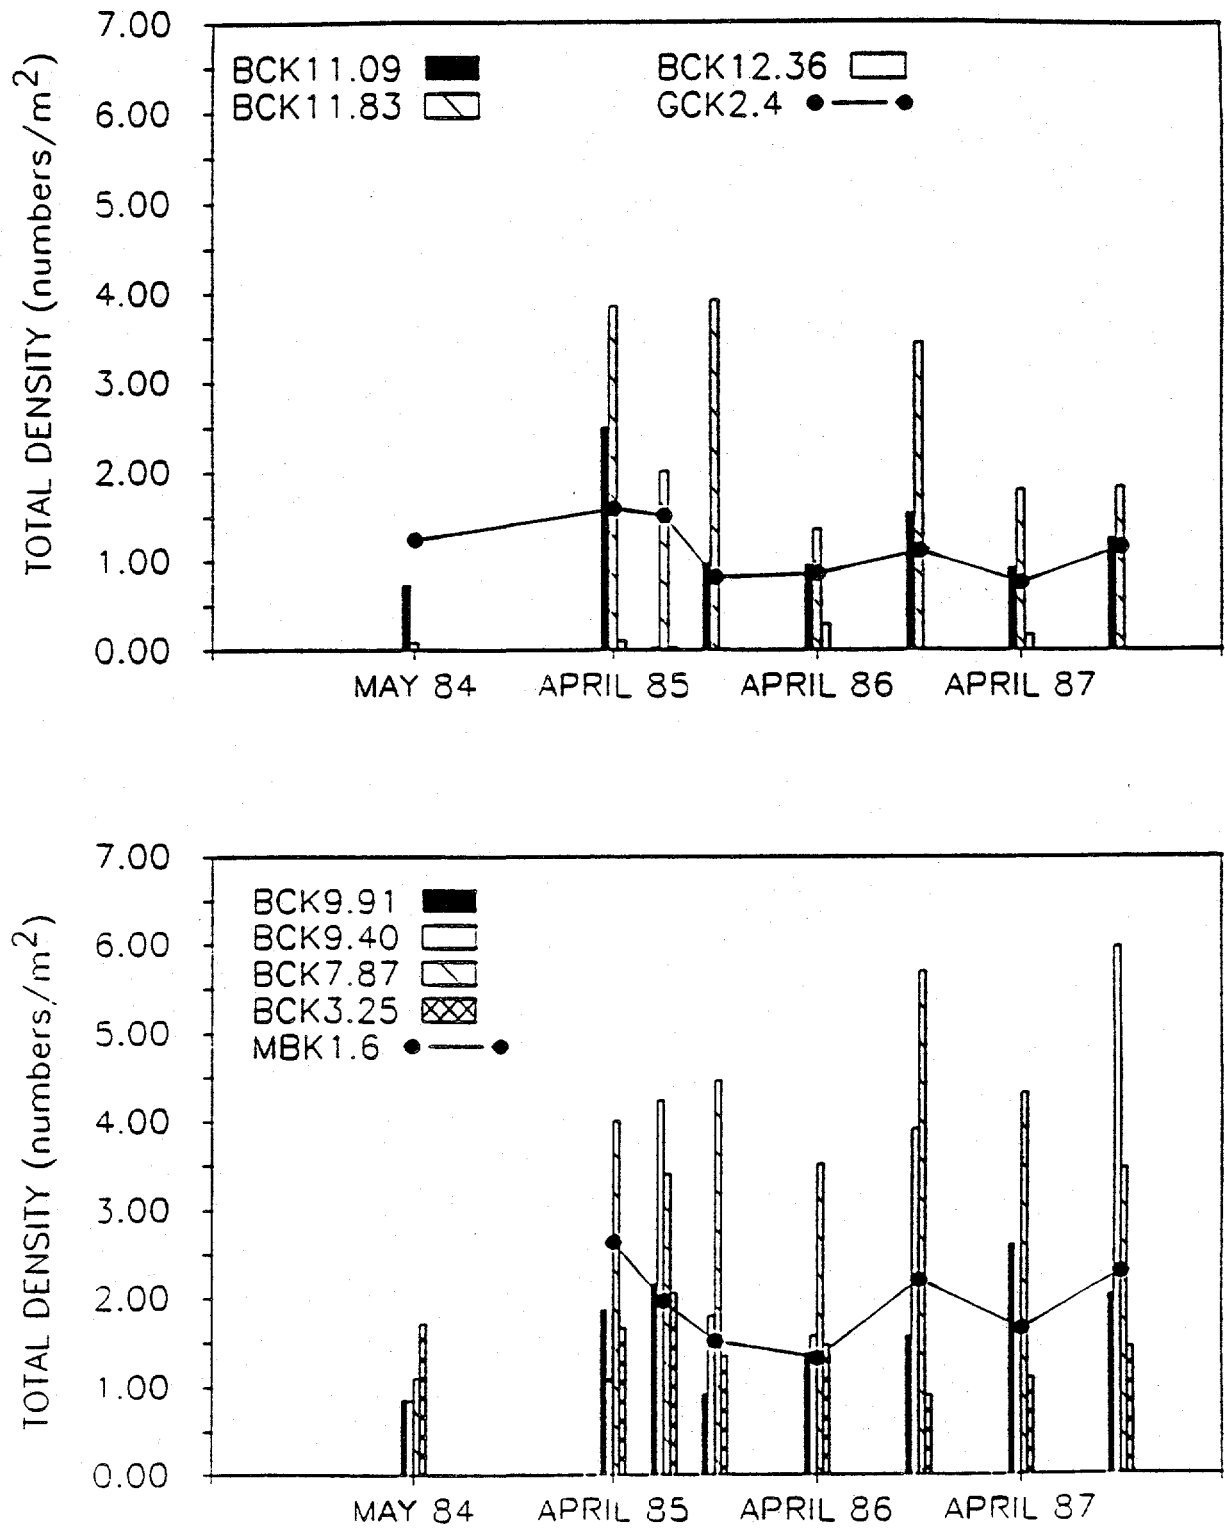 7.00
6.00
5.00
4.00
3.00
2.00
1.00
0.00
TOTAL DENSITY (numbers/m2)
BCK11.09
BCK11.83
BCK12.36
GCK2.4
MAY 84 APRIL 85 APRIL 86 APRIL 87
7.00
6.00
5.00
4.00
3.00
2.00
1.00
0.00
TOTAL DENSITY (numbers/m2)
BCK9.91
BCK9.40
BCK7.87
BCK3.25
MBK1.6
MAY 84 APRIL 85 APRIL 86 APRIL 87